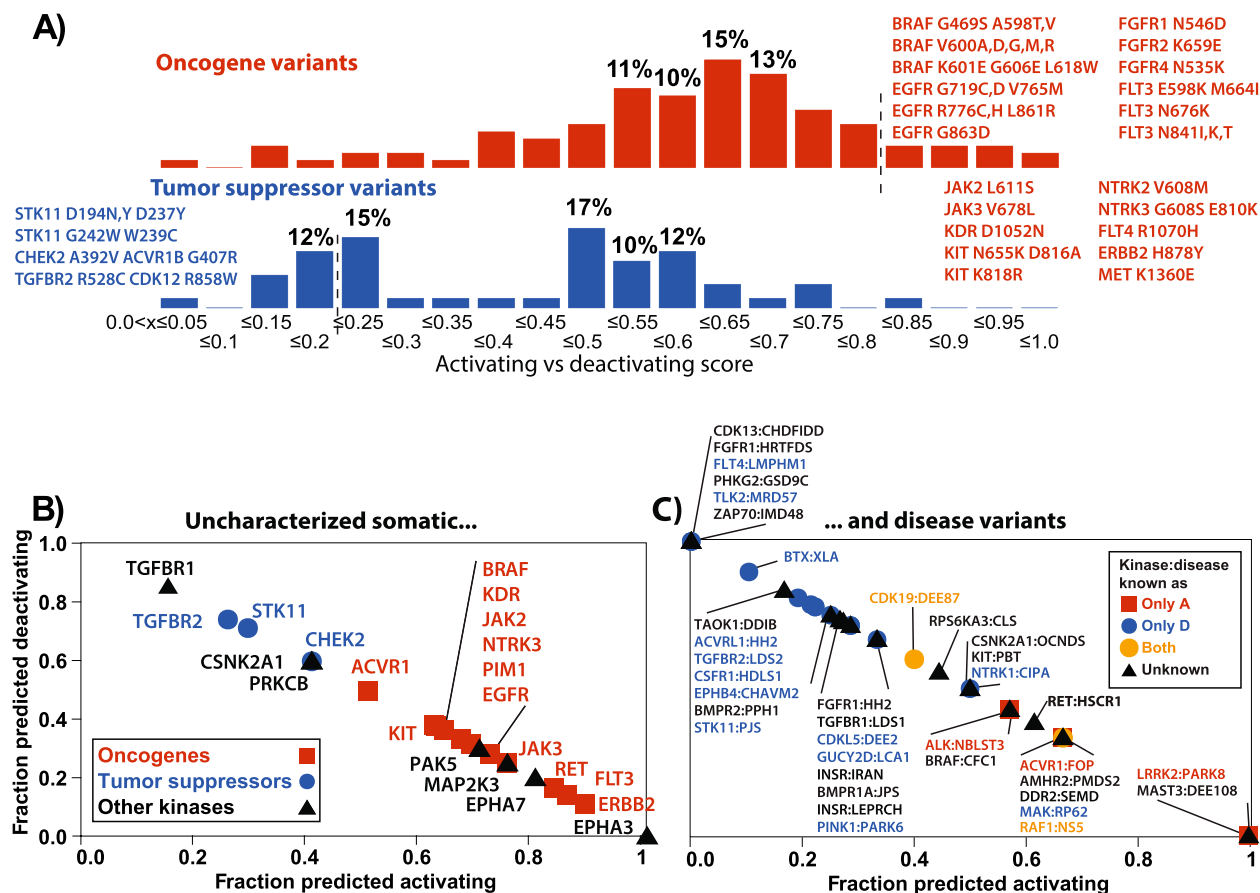 A)
Oncogene variants
11%
10%
15%
13%
BRAF G469S A598T,V
BRAF V600A,D,G,M,R
BRAF K601E G606E L618W
EGFR G719C,D V765M
EGFR R776C,H L861R
EGFR G863D
FGFR1 N546D
FGFR2 K659E
FGFR4 N535K
FLT3 E598K M664I
FLT3 N676K
FLT3 N841I,K,T
Tumor suppressor variants
STK11 D194N,Y D237Y
STK11 G242W W239C
CHEK2 A392V ACVR1B G407R
TGFBR2 R528C CDK12 R858W
12%
15%
17%
10%
12%
JAK2 L611S
JAK3 V678L
KDR D1052N
KIT N655K D816A
KIT K818R
NTRK2 V608M
NTRK3 G608S E810K
FLT4 R1070H
ERBB2 H878Y
MET K1360E
0.0<x≤0.05 ≤0.15 ≤0.25 ≤0.35 ≤0.45 ≤0.55 ≤0.65 ≤0.75 ≤0.85 ≤0.95
≤0.1 ≤0.2 ≤0.3 ≤0.4 ≤0.5 ≤0.6 ≤0.7 ≤0.8 ≤0.9 ≤1.0
Activating vs deactivating score
B)
Uncharacterized somatic...
Fraction predicted deactivating
1.0
0.8
0.6
0.4
0.2
0.0
TGFBR1
TGFBR2
STK11
CHEK2
CSNK2A1
PRKCB
ACVR1
BRAF
KDR
JAK2
NTRK3
PIM1
EGFR
KIT
JAK3
PAK5
MAP2K3
RET
EPHA7
FLT3
ERBB2
EPHA3
Oncogenes
Tumor suppressors
Other kinases
0.0 0.2 0.4 0.6 0.8 1
Fraction predicted activating
C)
... and disease variants
CDK13:CHDFIDD
FGFR1:HRTFDS
FLT4:LMPHM1
PHKG2:GSD9C
TLK2:MRD57
ZAP70:IMD48
BTX:XLA
TAOK1:DDIB
ACVRL1:HH2
TGFBR2:LDS2
CSFR1:HDLS1
EPHB4:CHAVM2
BMPR2:PPH1
STK11:PJS
FGFR1:HH2
TGFBR1:LDS1
CDKL5:DEE2
GUCY2D:LCA1
INSR:IRAN
BMPR1A:JPS
INSR:LEPRCH
PINK1:PARK6
CDK19:DEE87
RPS6KA3:CLS
CSNK2A1:OCNDS
KIT:PBT
NTRK1:CIPA
RET:HSCR1
ALK:NBLST3
BRAF:CFC1
ACVR1:FOP
AMHR2:PMDS2
DDR2:SEMD
MAK:RP62
RAF1:NS5
LRRK2:PARK8
MAST3:DEE108
Kinase:disease
known as
Only A
Only D
Both
Unknown
0.0 0.2 0.4 0.6 0.8 1
Fraction predicted activating